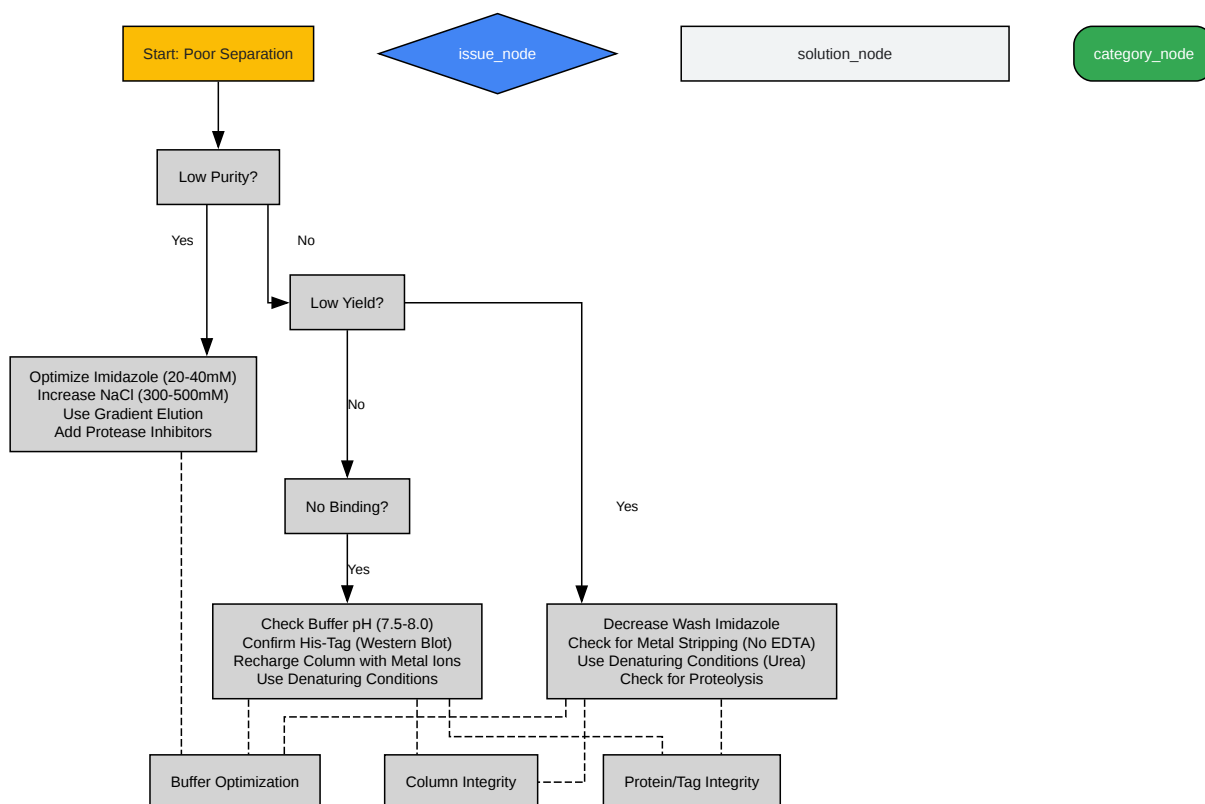 Start: Poor Separation
issue_node
solution_node
category_node
Low Purity?
Yes
No
Low Yield?
Optimize Imidazole (20-40mM)
Increase NaCl (300-500mM)
Use Gradient Elution
Add Protease Inhibitors
No
No Binding?
Yes
Yes
Check Buffer pH (7.5-8.0)
Confirm His-Tag (Western Blot)
Recharge Column with Metal Ions
Use Denaturing Conditions
Decrease Wash Imidazole
Check for Metal Stripping (No EDTA)
Use Denaturing Conditions (Urea)
Check for Proteolysis
Buffer Optimization
Column Integrity
Protein/Tag Integrity